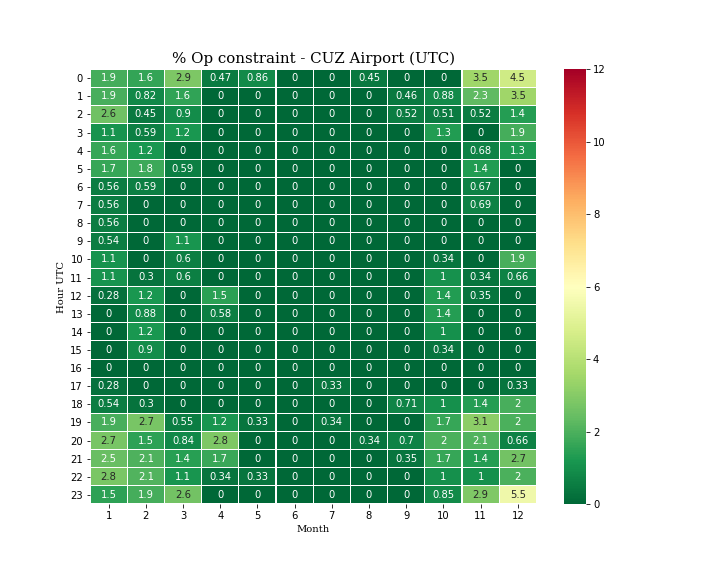 % Op constraint - CUZ Airport (UTC)
0 1.9 1.6 2.9 0.47 0.86 0 0 0.45 0 0 3.5 4.5
1 1.9 0.82 1.6 0 0 0 0 0 0.46 0.88 2.3 3.5
2 2.6 0.45 0.9 0 0 0 0 0 0.52 0.51 0.52 1.4
3 1.1 0.59 1.2 0 0 0 0 0 0 1.3 0 1.9
4 1.6 1.2 0 0 0 0 0 0 0 0 0.68 1.3
5 1.7 1.8 0.59 0 0 0 0 0 0 0 1.4 0
6 0.56 0.59 0 0 0 0 0 0 0 0 0.67 0
7 0.56 0 0 0 0 0 0 0 0 0 0.69 0
8 0.56 0 0 0 0 0 0 0 0 0 0 0
9 0.54 0 1.1 0 0 0 0 0 0 0 0 0
10 1.1 0 0.6 0 0 0 0 0 0 0.34 0 1.9
11 1.1 0.3 0.6 0 0 0 0 0 0 1 0.34 0.66
12 0.28 1.2 0 1.5 0 0 0 0 0 1.4 0.35 0
13 0 0.88 0 0.58 0 0 0 0 0 1.4 0 0
14 0 1.2 0 0 0 0 0 0 0 1 0 0
15 0 0.9 0 0 0 0 0 0 0 0.34 0 0
16 0 0 0 0 0 0 0 0 0 0 0 0
17 0.28 0 0 0 0 0 0.33 0 0 0 0 0.33
18 0.54 0.3 0 0 0 0 0 0 0.71 1 1.4 2
19 1.9 2.7 0.55 1.2 0.33 0 0.34 0 0 1.7 3.1 2
20 2.7 1.5 0.84 2.8 0 0 0 0.34 0.7 2 2.1 0.66
21 2.5 2.1 1.4 1.7 0 0 0 0 0.35 1.7 1.4 2.7
22 2.8 2.1 1.1 0.34 0.33 0 0 0 0 1 1 2
23 1.5 1.9 2.6 0 0 0 0 0 0 0.85 2.9 5.5
1 2 3 4 5 6 7 8 9 10 11 12
Month
Hour UTC
12
10
8
6
4
2
0